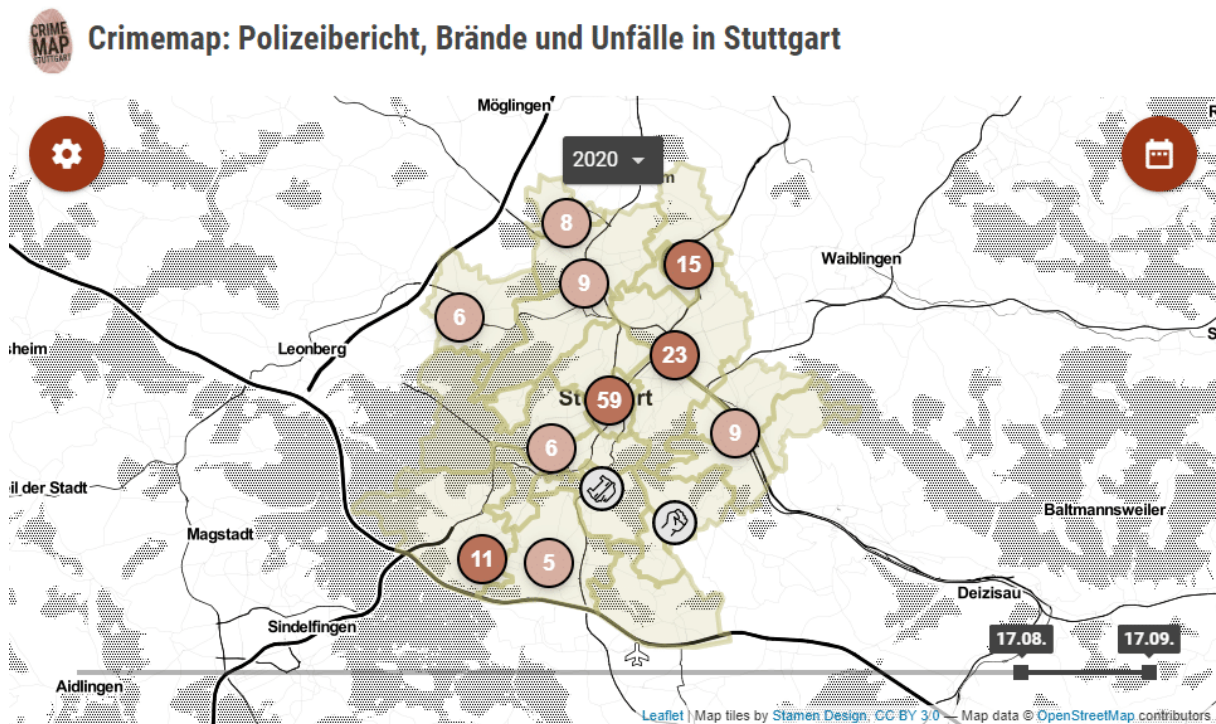 CRIME
MAP
STUTTGART
Crimemap: Polizeibericht, Brände und Unfälle in Stuttgart
Möglingen
2020
m
8
15
Waiblingen
9
6
Leonberg
sheim
23
59
9
6
il der Stadt
Baltmannsweiler
Magstadt
11
5
Deizisau
Sindelfingen
17.08.
17.09.
Aidlingen
Leaflet | Map tiles by Stamen Design, CC BY 3.0 — Map data © OpenStreetMap contributors